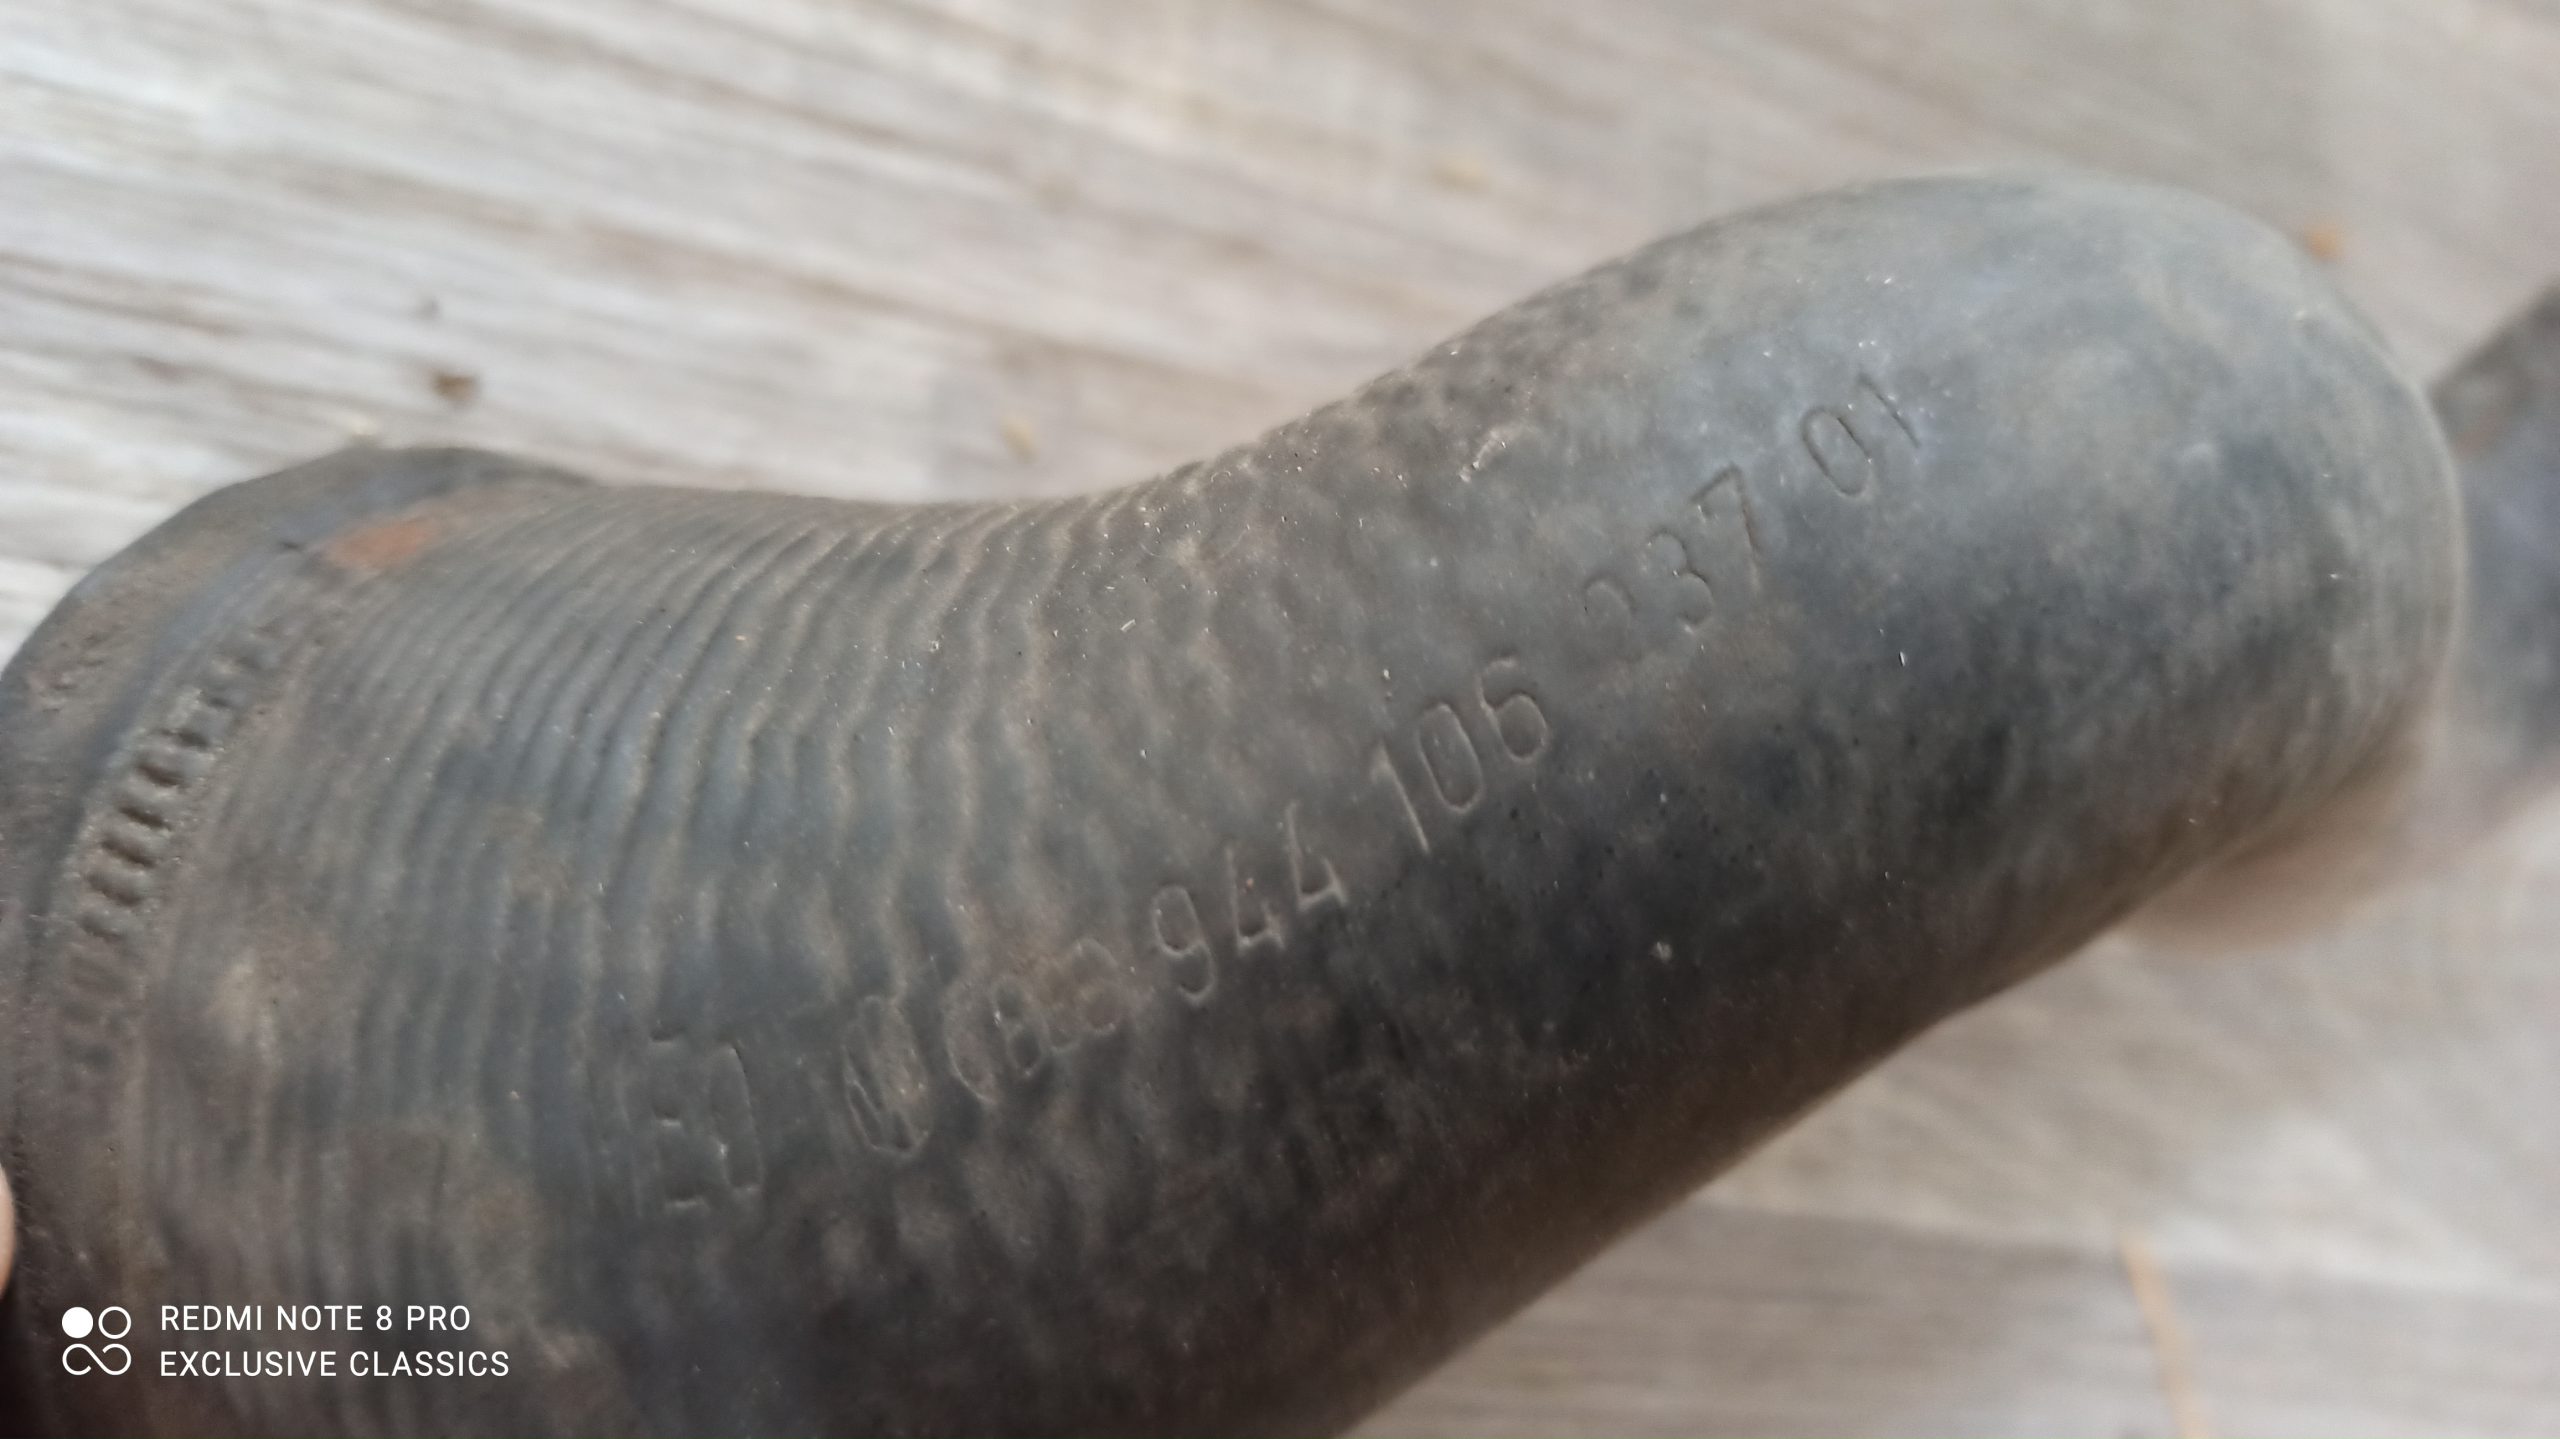 944 106 237 01
REDMI NOTE 8 PRO
EXCLUSIVE CLASSICS